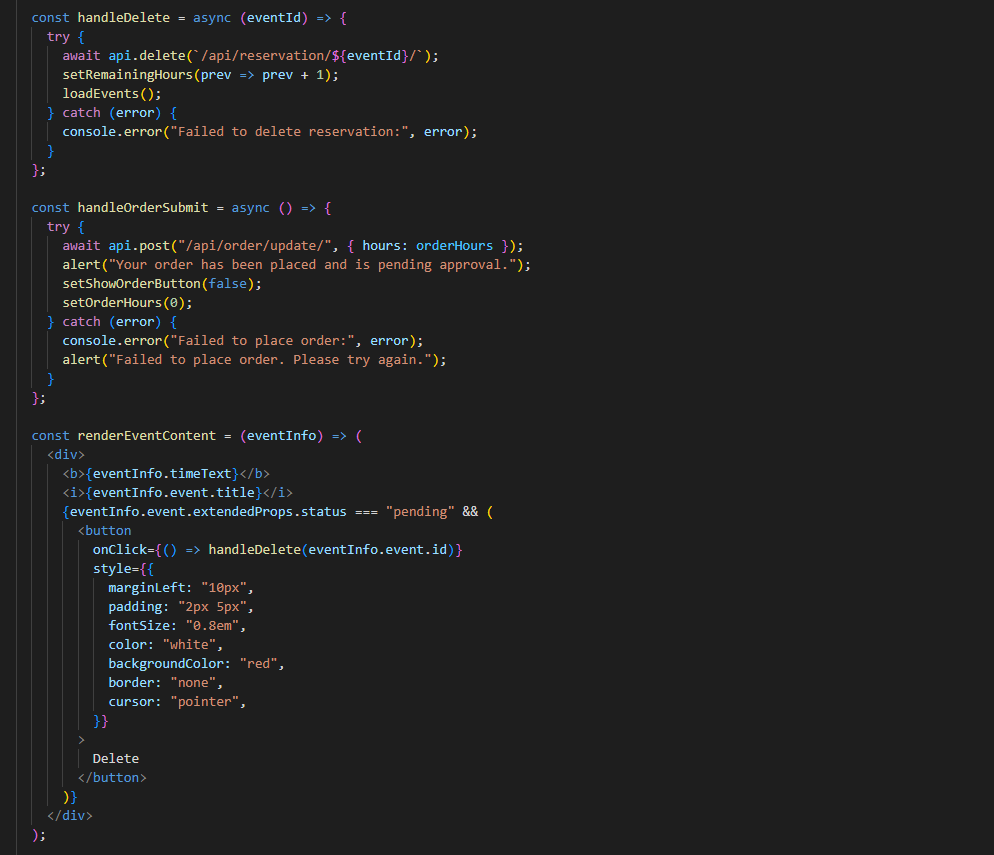 const handleDelete = async (eventId) => {
  try {
    await api.delete(`/api/reservation/${eventId}/`);
    setRemainingHours(prev => prev + 1);
    loadEvents();
  } catch (error) {
    console.error("Failed to delete reservation:", error);
  }
};

const handleOrderSubmit = async () => {
  try {
    await api.post("/api/order/update/", { hours: orderHours });
    alert("Your order has been placed and is pending approval.");
    setShowOrderButton(false);
    setOrderHours(0);
  } catch (error) {
    console.error("Failed to place order:", error);
    alert("Failed to place order. Please try again.");
  }
};

const renderEventContent = (eventInfo) => (
  <div>
    <b>{eventInfo.timeText}</b>
    <i>{eventInfo.event.title}</i>
    {eventInfo.event.extendedProps.status === "pending" && (
      <button
        onClick={() => handleDelete(eventInfo.event.id)}
        style={{
          marginLeft: "10px",
          padding: "2px 5px",
          fontSize: "0.8em",
          color: "white",
          backgroundColor: "red",
          border: "none",
          cursor: "pointer",
        }}
      >
        Delete
      </button>
    )}
  </div>
);